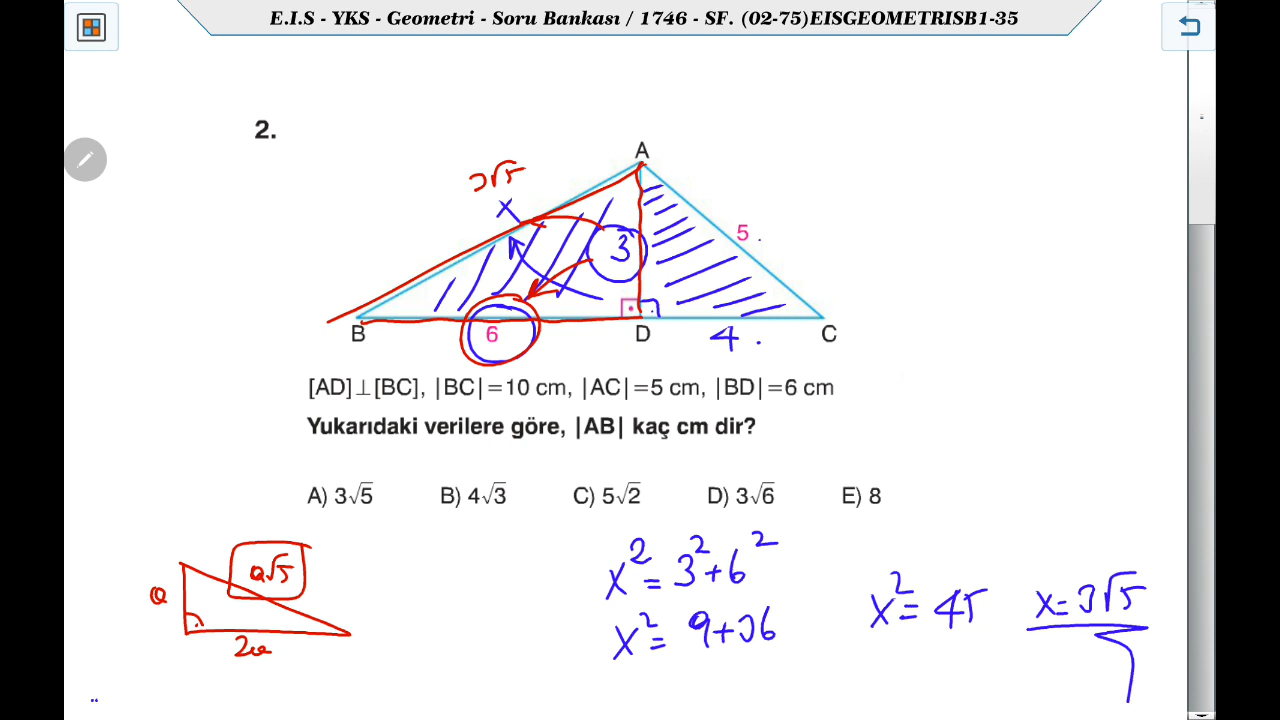 E.I.S - YKS - Geometri - Soru Bankası / 1746 - SF. (02-75)EISGEOMETRISB1-35
2.
A
3√5
x
5
3
B
6
D
4
C
[AD]⊥[BC], |BC|=10 cm, |AC|=5 cm, |BD|=6 cm
Yukarıdaki verilere göre, |AB| kaç cm dir?
A) 3√5 B) 4√3 C) 5√2 D) 3√6 E) 8
a√5
a
2a
x² = 3² + 6²
x² = 9+36
x² = 45
x = 3√5